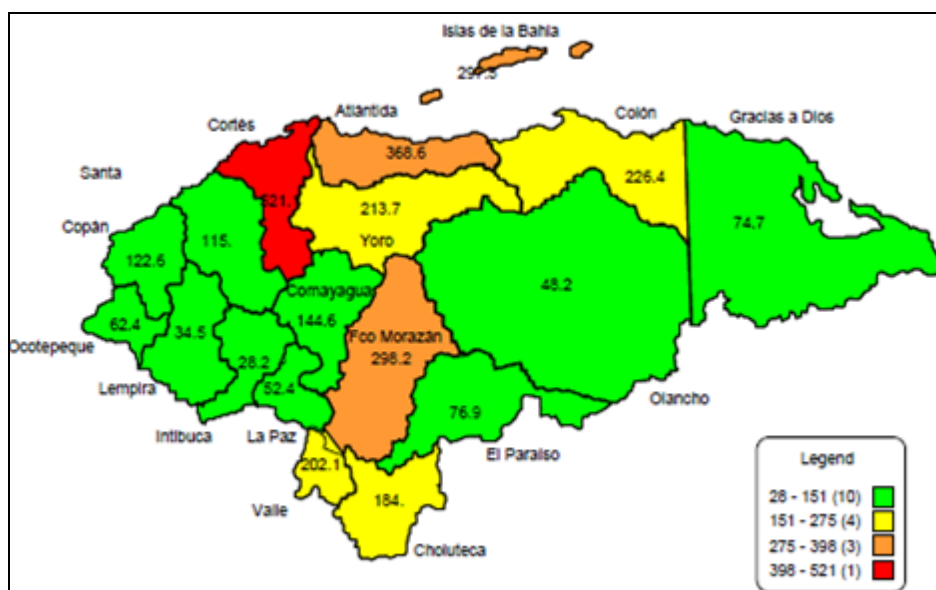 Islas de la Bahia
297.5
Atlántida
Cortés
Colón
Gracias a Dios
368.6
Santa
226.4
521.1
213.7
74.7
Copán
115.
Yoro
122.6
48.2
Comayagua
144.6
62.4
34.5
Fco Morazán
298.2
Ocotepeque
28.2
52.4
Lempira
76.9
Olancho
Intibuca
La Paz
El Paraiso
202.1
184.
Valle
Choluteca
Legend
28 - 151 (10)
151 - 275 (4)
275 - 398 (3)
398 - 521 (1)